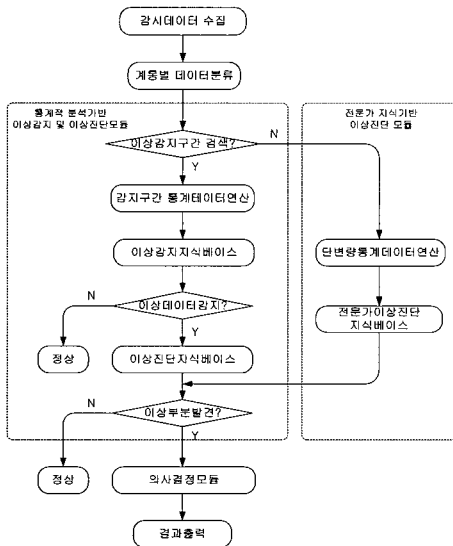 감시데이터 수집
계통별 데이터분류
통계적 분석기반
이상감지 및 이상진단모듈
전문가 지식기반
이상진단 모듈
이상감지구간 검색?
N
Y
감지구간 통계데이터연산
이상감지지식베이스
단변량통계데이터연산
이상데이터감지?
N
Y
전문가이상진단
지식베이스
정상
이상진단지식베이스
이상부분발견?
N
Y
정상
의사결정모듈
결과출력